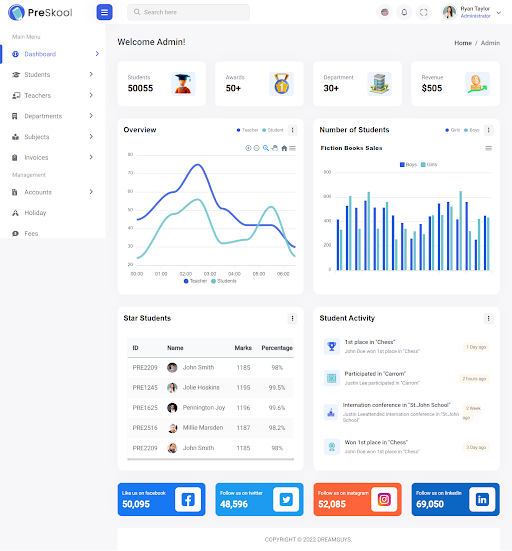 PreSkool
Search here
Ryan Taylor
Administrator
Main Menu
Dashboard
Students
Teachers
Departments
Subjects
Invoices
Management
Accounts
Holiday
Fees
Welcome Admin!
Home / Admin
Students
50055
Awards
50+
Department
30+
Revenue
$505
Overview
Teacher Student
80
70
60
50
40
30
20
00:00 01:00 02:00 03:00 04:00 05:00 06:00
Teacher Students
Number of Students
Girls Boys
Fiction Books Sales
Boys Girls
800
600
400
200
0
Star Students
ID Name Marks Percentage
PRE2209 John Smith 1185 98%
PRE1245 Jolie Hoskins 1195 99.5%
PRE1625 Pennington Joy 1196 99.6%
PRE2516 Millie Marsden 1187 98.2%
PRE2209 John Smith 1185 98%
Student Activity
1st place in "Chess"
John Doe won 1st place in "Chess"
1 Day ago
Participated in "Carrom"
Justin Lee participated in "Carrom"
2 hours ago
Internation conference in "St.John School"
Justin Leeattended internation conference in "St.John School"
2 Week ago
Won 1st place in "Chess"
John Doe won 1st place in "Chess"
3 Day ago
Like us on facebook
50,095
Follow us on twitter
48,596
Follow us on instagram
52,085
Follow us on linkedin
69,050
COPYRIGHT © 2022 DREAMGUYS.